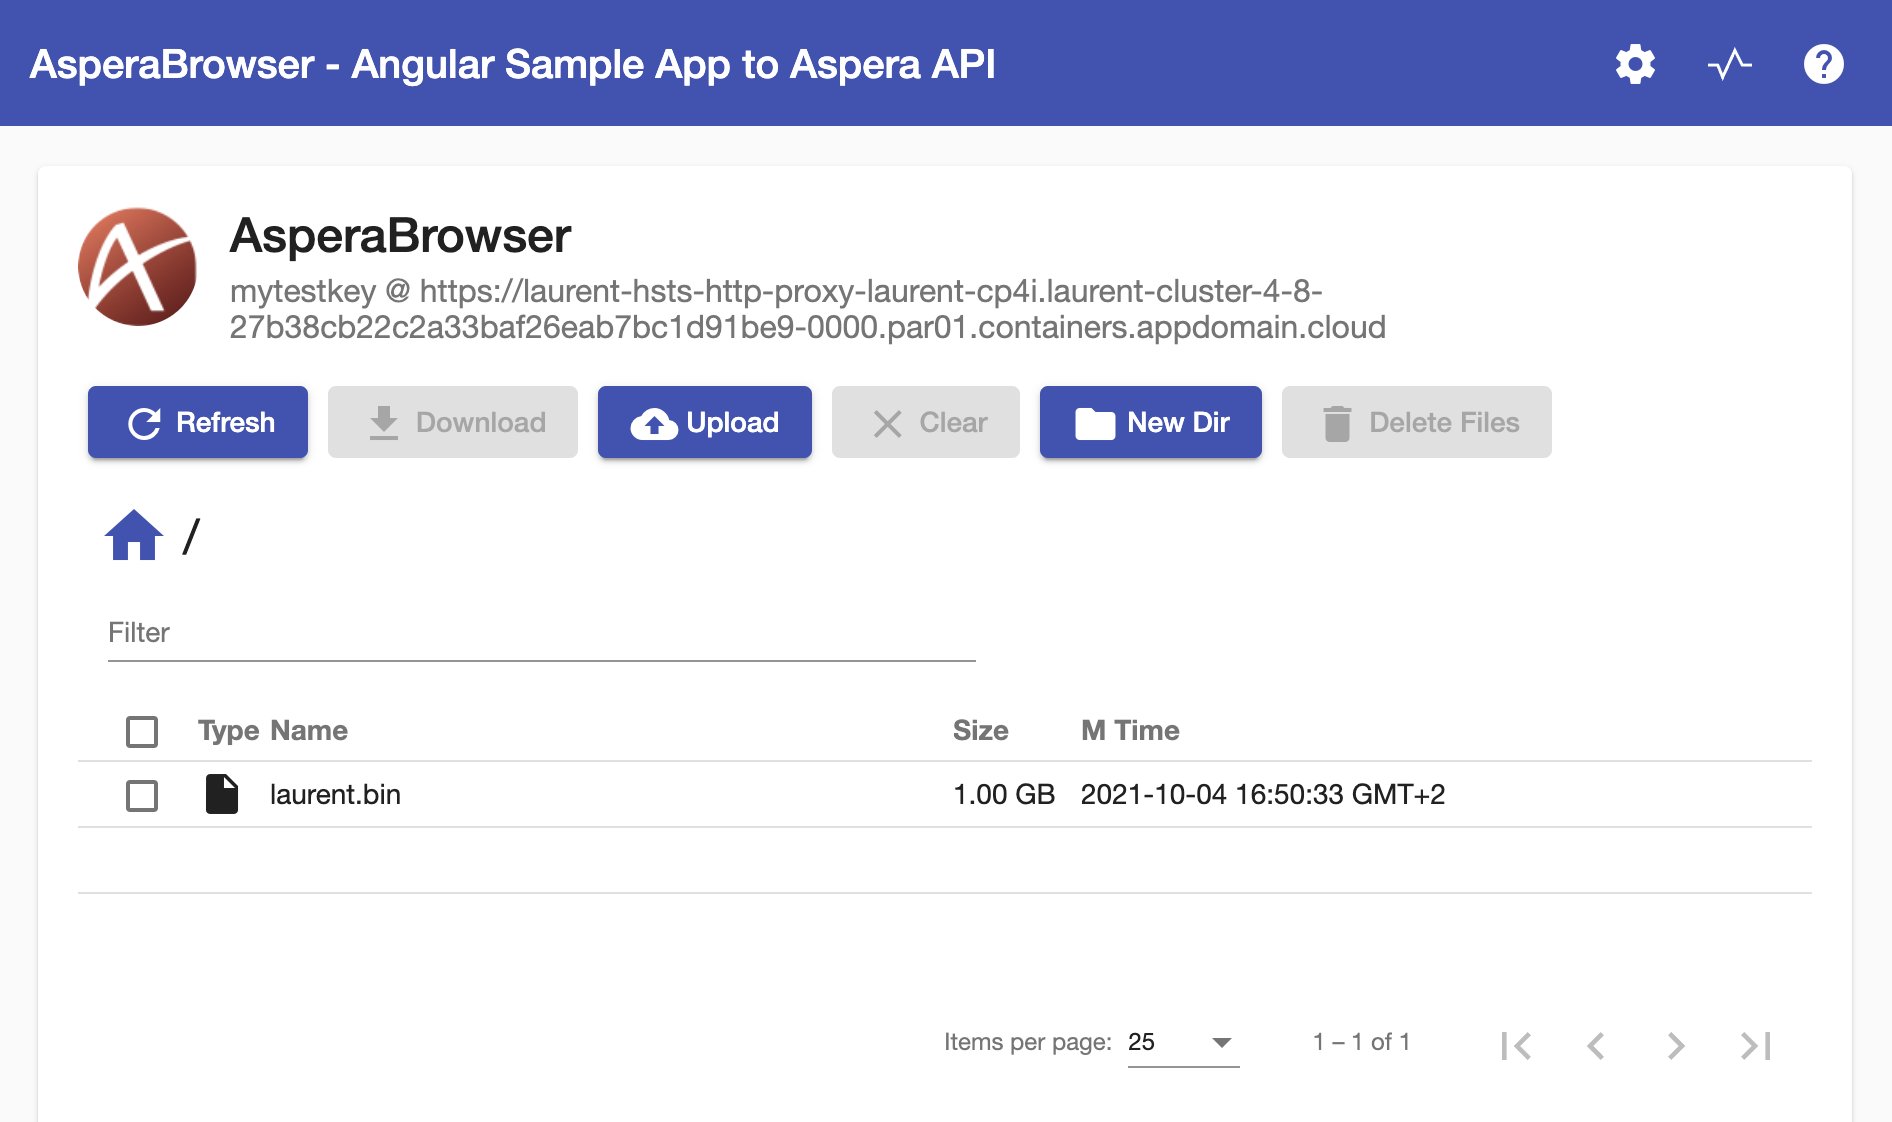 AsperaBrowser - Angular Sample App to Aspera API
AsperaBrowser
mytestkey @ https://laurent-hsts-http-proxy-laurent-cp4i.laurent-cluster-4-8-
27b38cb22c2a33baf26eab7bc1d91be9-0000.par01.containers.appdomain.cloud
Refresh Download Upload Clear New Dir Delete Files
/
Filter
Type Name Size M Time
laurent.bin 1.00 GB 2021-10-04 16:50:33 GMT+2
Items per page: 25 1 – 1 of 1